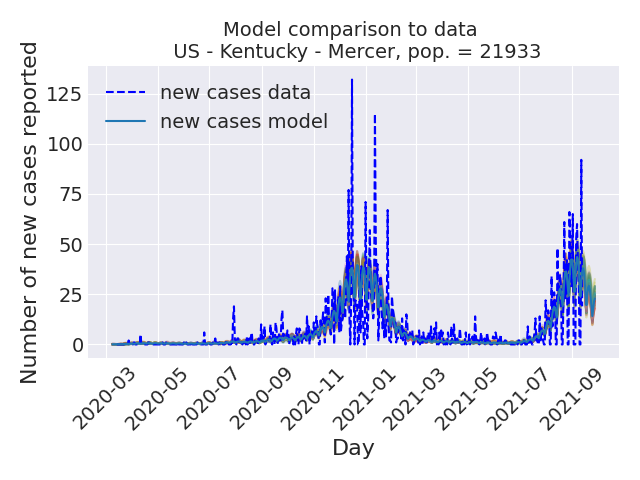 Model comparison to data
US - Kentucky - Mercer, pop. = 21933
Number of new cases reported
125
100
75
50
25
0
new cases data
new cases model
2020-03
2020-05
2020-07
2020-09
2020-11
2021-01
2021-03
2021-05
2021-07
2021-09
Day